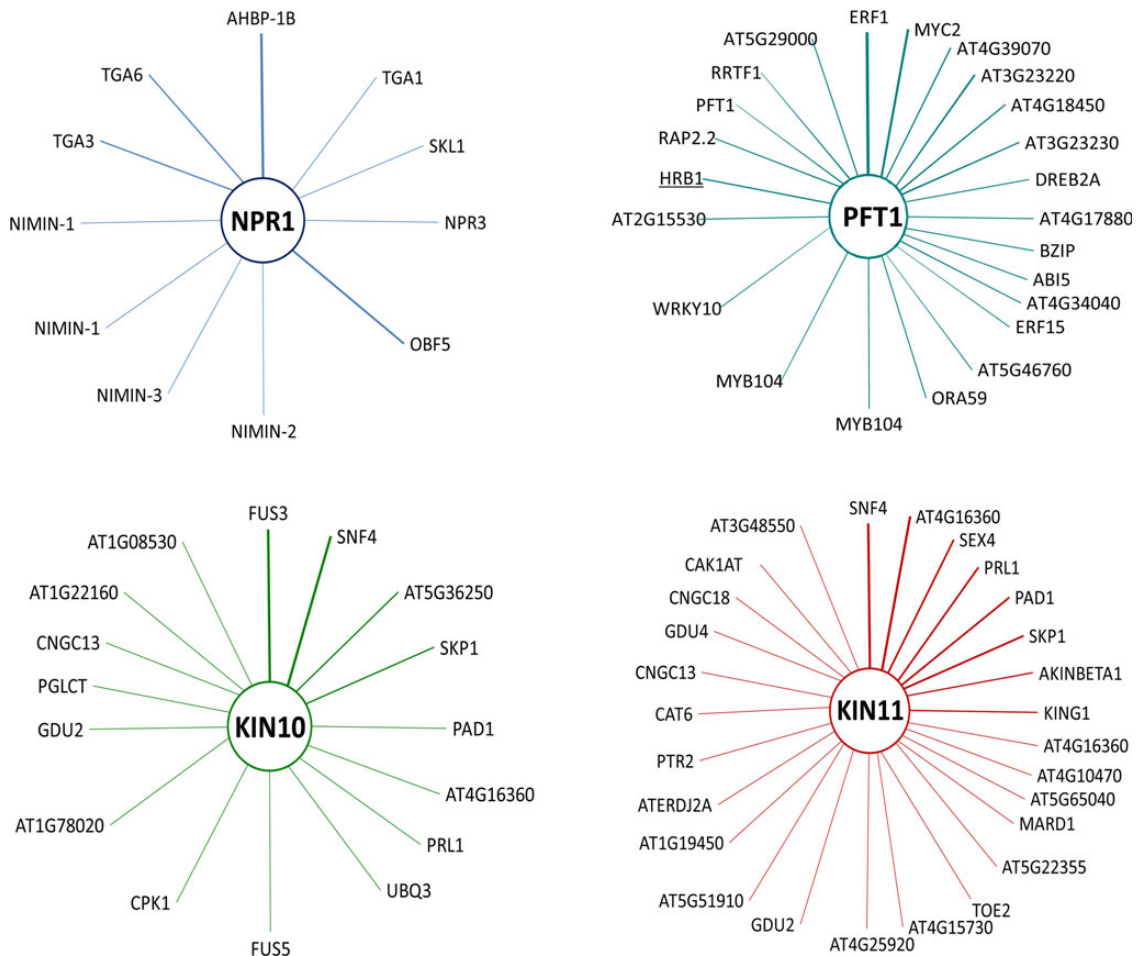 AHBP-1B
TGA6
TGA1
TGA3
SKL1
NIMIN-1
NPR1
NPR3
NIMIN-1
OBF5
NIMIN-3
NIMIN-2
ERF1
MYC2
AT5G29000
AT4G39070
RRTF1
AT3G23220
PFT1
AT4G18450
RAP2.2
AT3G23230
HRB1
DREB2A
AT2G15530
PFT1
AT4G17880
BZIP
ABI5
WRKY10
AT4G34040
ERF15
AT5G46760
MYB104
ORA59
MYB104
FUS3
SNF4
AT1G08530
AT1G22160
AT5G36250
CNGC13
SKP1
PGLCT
GDU2
KIN10
PAD1
AT4G16360
AT1G78020
PRL1
UBQ3
CPK1
FUS5
SNF4
AT4G16360
AT3G48550
SEX4
CAK1AT
PRL1
CNGC18
PAD1
GDU4
SKP1
CNGC13
AKINBETA1
CAT6
KIN11
KING1
AT4G16360
PTR2
AT4G10470
AT5G65040
ATERDJ2A
MARD1
AT1G19450
AT5G22355
AT5G51910
TOE2
GDU2
AT4G15730
AT4G25920